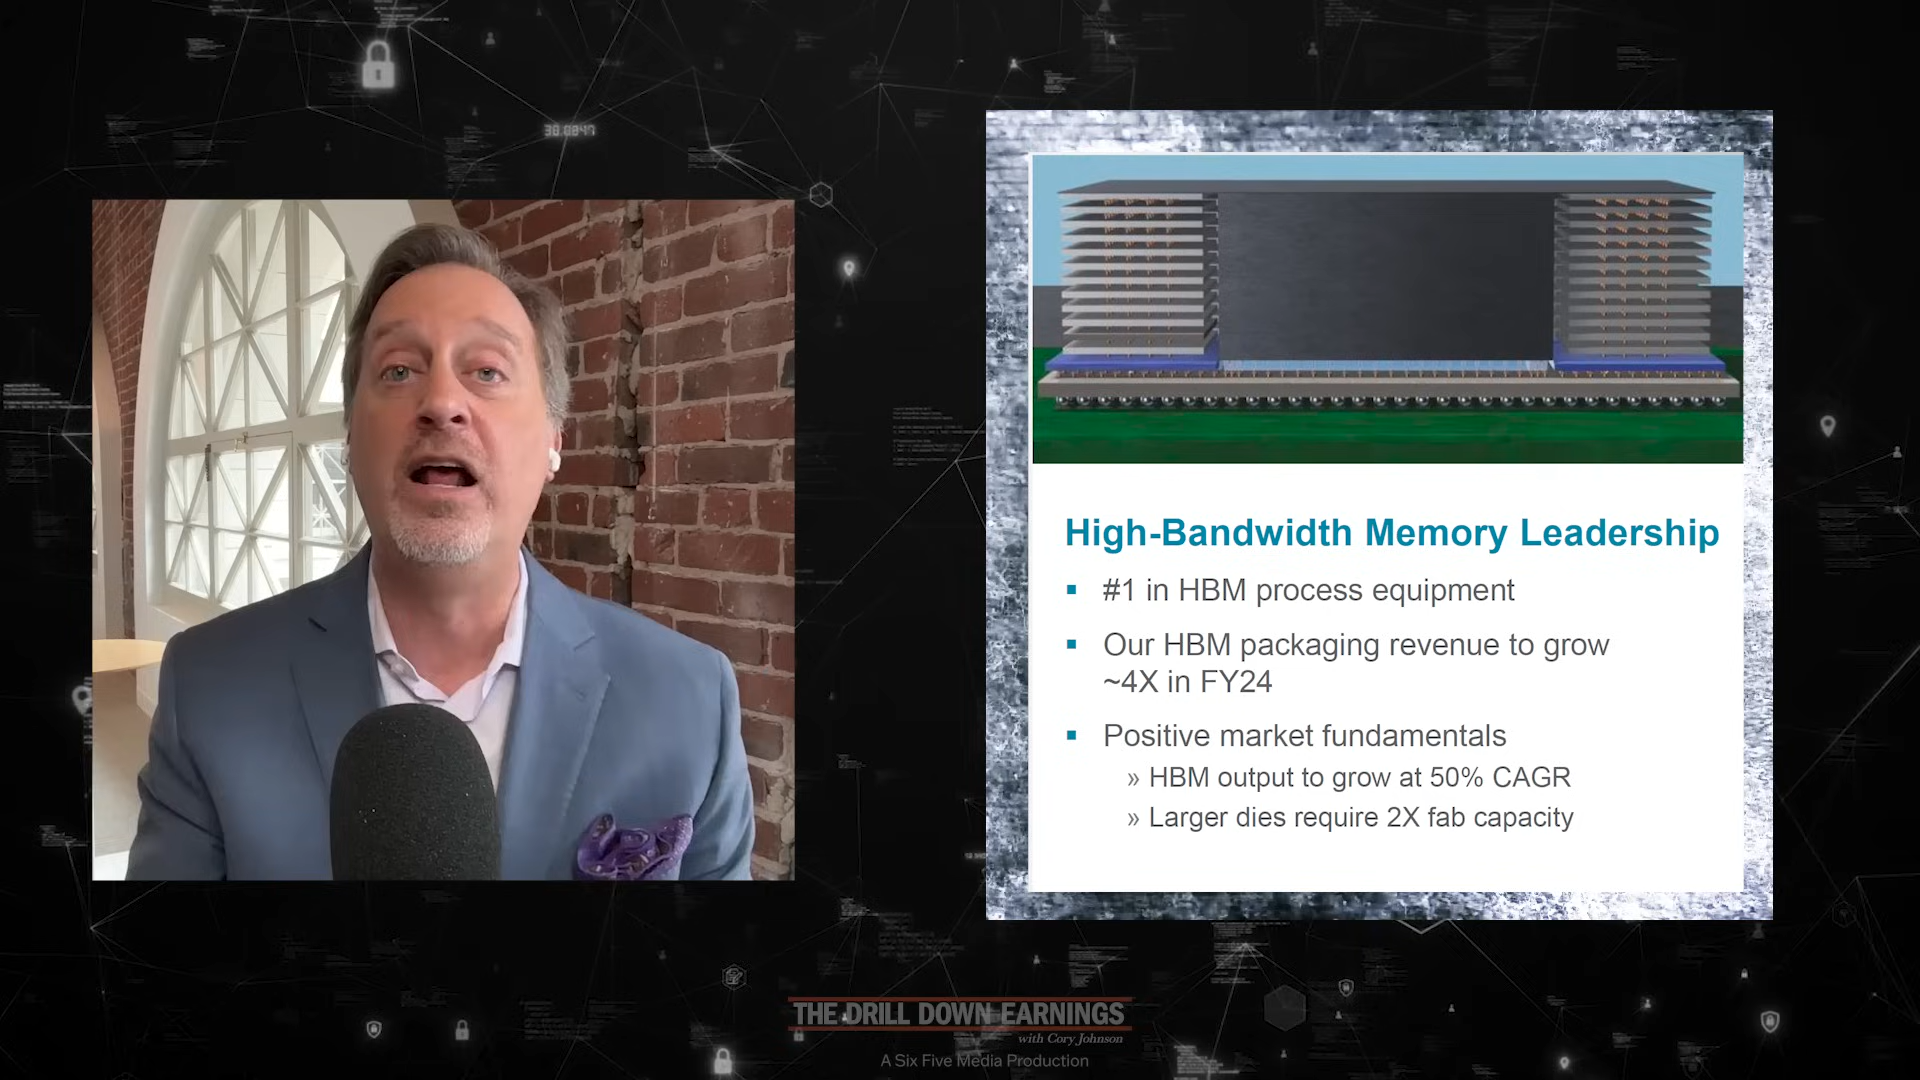 38.0847
High-Bandwidth Memory Leadership
#1 in HBM process equipment
Our HBM packaging revenue to grow
~4X in FY24
Positive market fundamentals
» HBM output to grow at 50% CAGR
» Larger dies require 2X fab capacity
THE DRILL DOWN EARNINGS
with Cory Johnson
A Six Five Media Production